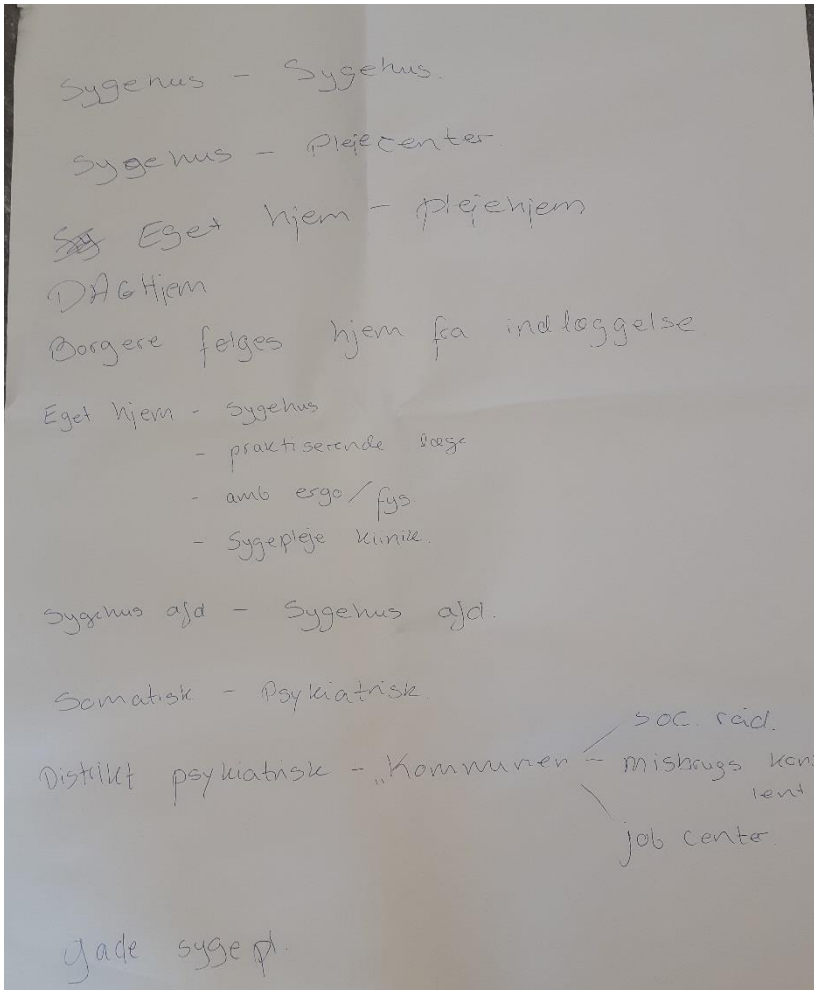 Sygehus - Sygehus.
Sygehus - Plejecenter
Eget hjem - plejehjem
DAGHjem
Borgere følges hjem fra indlæggelse
Eget hjem - Sygehus
- praktiserende læge
- amb ergo/fys
- Sygepleje klinik.
Sygehus afd - Sygehus afd.
Somatisk - Psykiatrisk
soc. råd.
Distrikt psykiatrisk - "Kommunen - misbrugs kon
job center
gade sygepl.